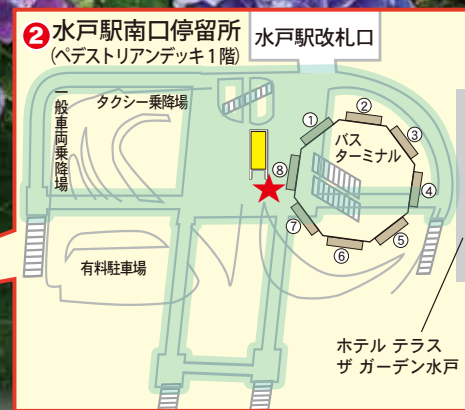 ❷水戸駅南口停留所
(ペデストリアンデッキ1階)
水戸駅改札口
一般車両乗降場
タクシー乗降場
バス
ターミナル
①
②
③
④
⑤
⑥
⑦
⑧
有料駐車場
ホテル テラス
ザ ガーデン水戸